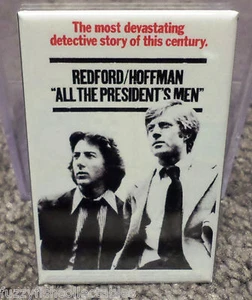 The most devastating
detective story of this century.
REDFORD/HOFFMAN
"ALL THE PRESIDENT'S MEN"